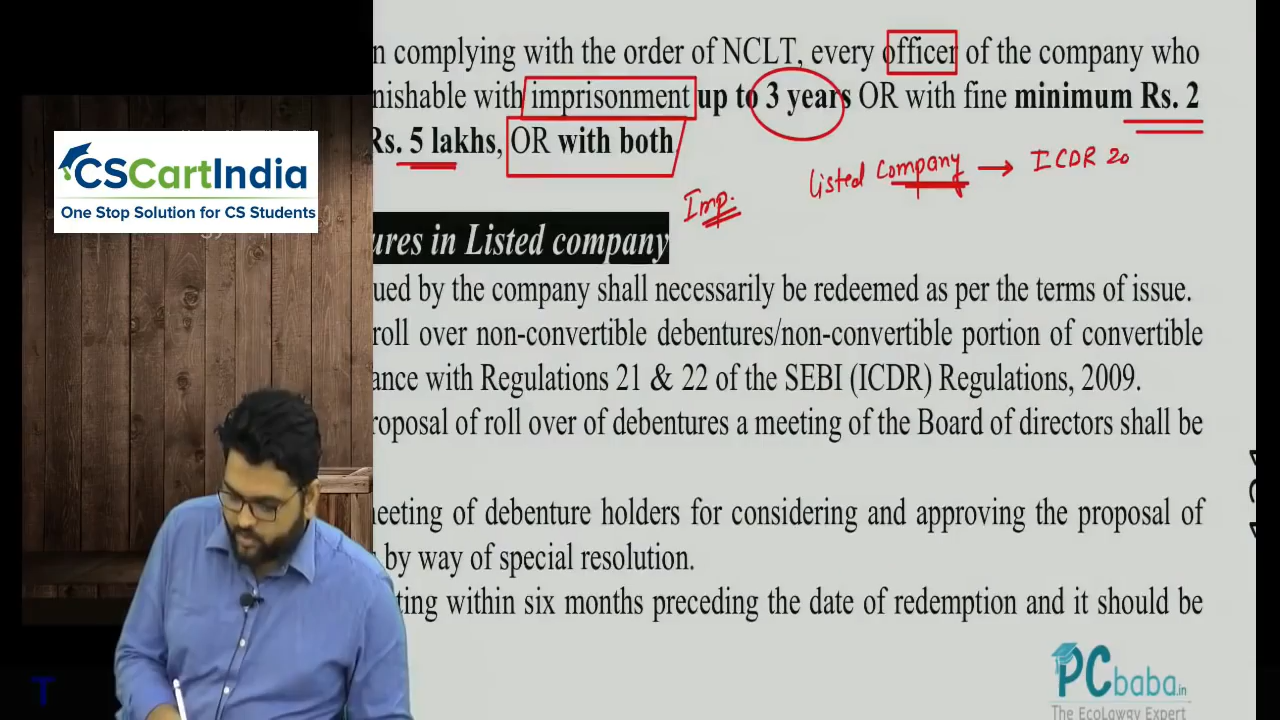 n complying with the order of NCLT, every officer of the company who
nishable with imprisonment up to 3 years OR with fine minimum Rs. 2
Rs. 5 lakhs, OR with both
Listed Company → ICDR 20
Imp.
CSCartIndia
One Stop Solution for CS Students
ures in Listed company
ued by the company shall necessarily be redeemed as per the terms of issue.
roll over non-convertible debentures/non-convertible portion of convertible
ance with Regulations 21 & 22 of the SEBI (ICDR) Regulations, 2009.
roposal of roll over of debentures a meeting of the Board of directors shall be
neeting of debenture holders for considering and approving the proposal of
by way of special resolution.
ting within six months preceding the date of redemption and it should be
PCbaba.in
The EcoLowgy Expert
T